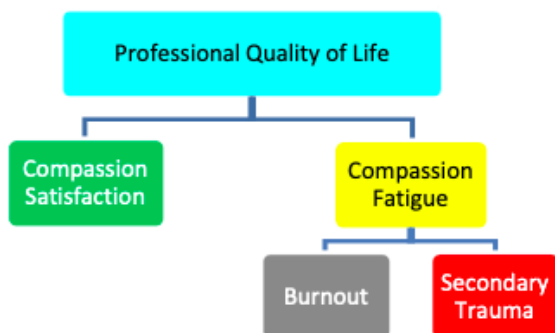 Professional Quality of Life
Compassion
Satisfaction
Compassion
Fatigue
Burnout
Secondary
Trauma